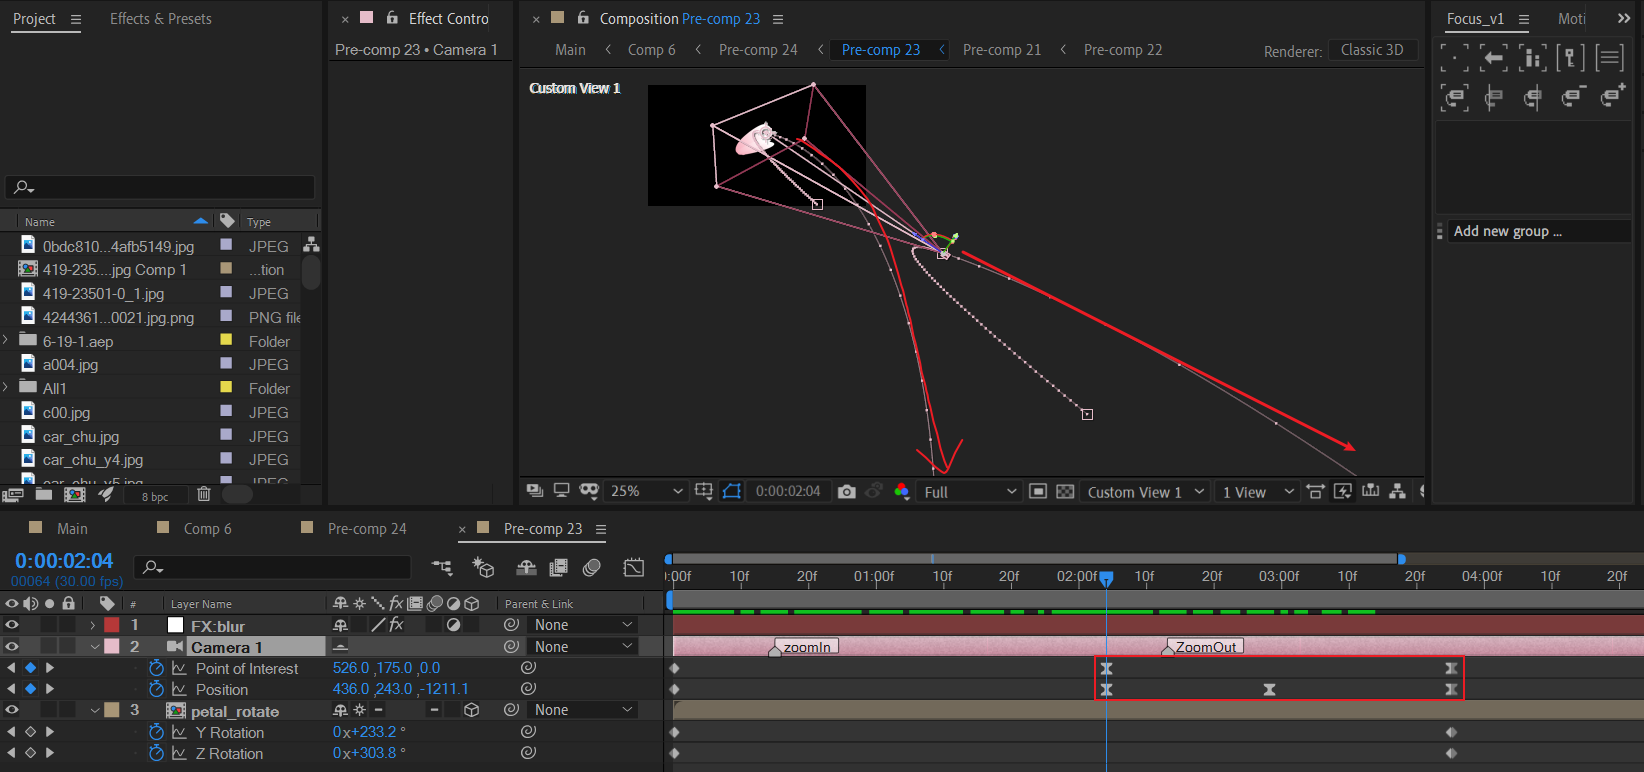 Project
Effects & Presets
Effect Contro
Composition Pre-comp 23
Focus_v1
Moti
Pre-comp 23 • Camera 1
Main
Comp 6
Pre-comp 24
Pre-comp 23
Pre-comp 21
Pre-comp 22
Renderer:
Classic 3D
Custom View 1
Name
Type
0bdc810...4afb5149.jpg
JPEG
419-235....jpg Comp 1
...tion
419-23501-0_1.jpg
JPEG
4244361...0021.jpg.png
PNG file
6-19-1.aep
Folder
a004.jpg
JPEG
All1
Folder
c00.jpg
JPEG
car_chu.jpg
JPEG
car_chu_y4.jpg
JPEG
car_chu_y5.jpg
JPEG
Add new group ...
8 bpc
25%
0:00:02:04
Full
Custom View 1
1 View
Main
Comp 6
Pre-comp 24
Pre-comp 23
0:00:02:04
00064 (30.00 fps)
:00f
10f
20f
01:00f
10f
20f
02:00f
10f
20f
03:00f
10f
20f
04:00f
10f
20f
#
Layer Name
Parent & Link
1
FX:blur
None
2
Camera 1
None
zoomIn
ZoomOut
Point of Interest
526.0 ,175.0 ,0.0
Position
436.0 ,243.0 ,-1211.1
3
petal_rotate
None
Y Rotation
0x+233.2 °
Z Rotation
0x+303.8 °